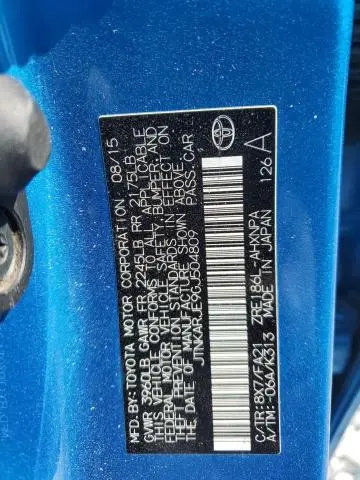 MFD.BY: TOYOTA MOTOR CORPORATION 08/15
GVWR 3960LB GAWR FR 2245LB RR 2175LB
THIS VEHICLE CONFORMS TO ALL APPLICABLE
FEDERAL MOTOR VEHICLE SAFETY, BUMPER, AND
THEFT PREVENTION STANDARDS IN EFFECT ON
THE DATE OF MANUFACTURE SHOWN ABOVE.
PASS.CAR
C/TR: 8X7/FA21 ZRE186L-AHXNPA
A/TM: -06A/K313 MADE IN JAPAN
126 A
TOYOTA